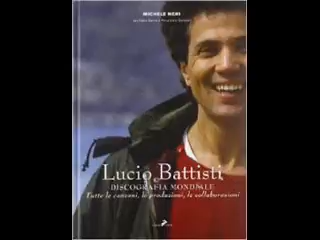 MICHELE NERI
Lucio Battisti
DISCOGRAFIA MONDIALE
Tutte le canzoni, le produzioni, le collaborazioni